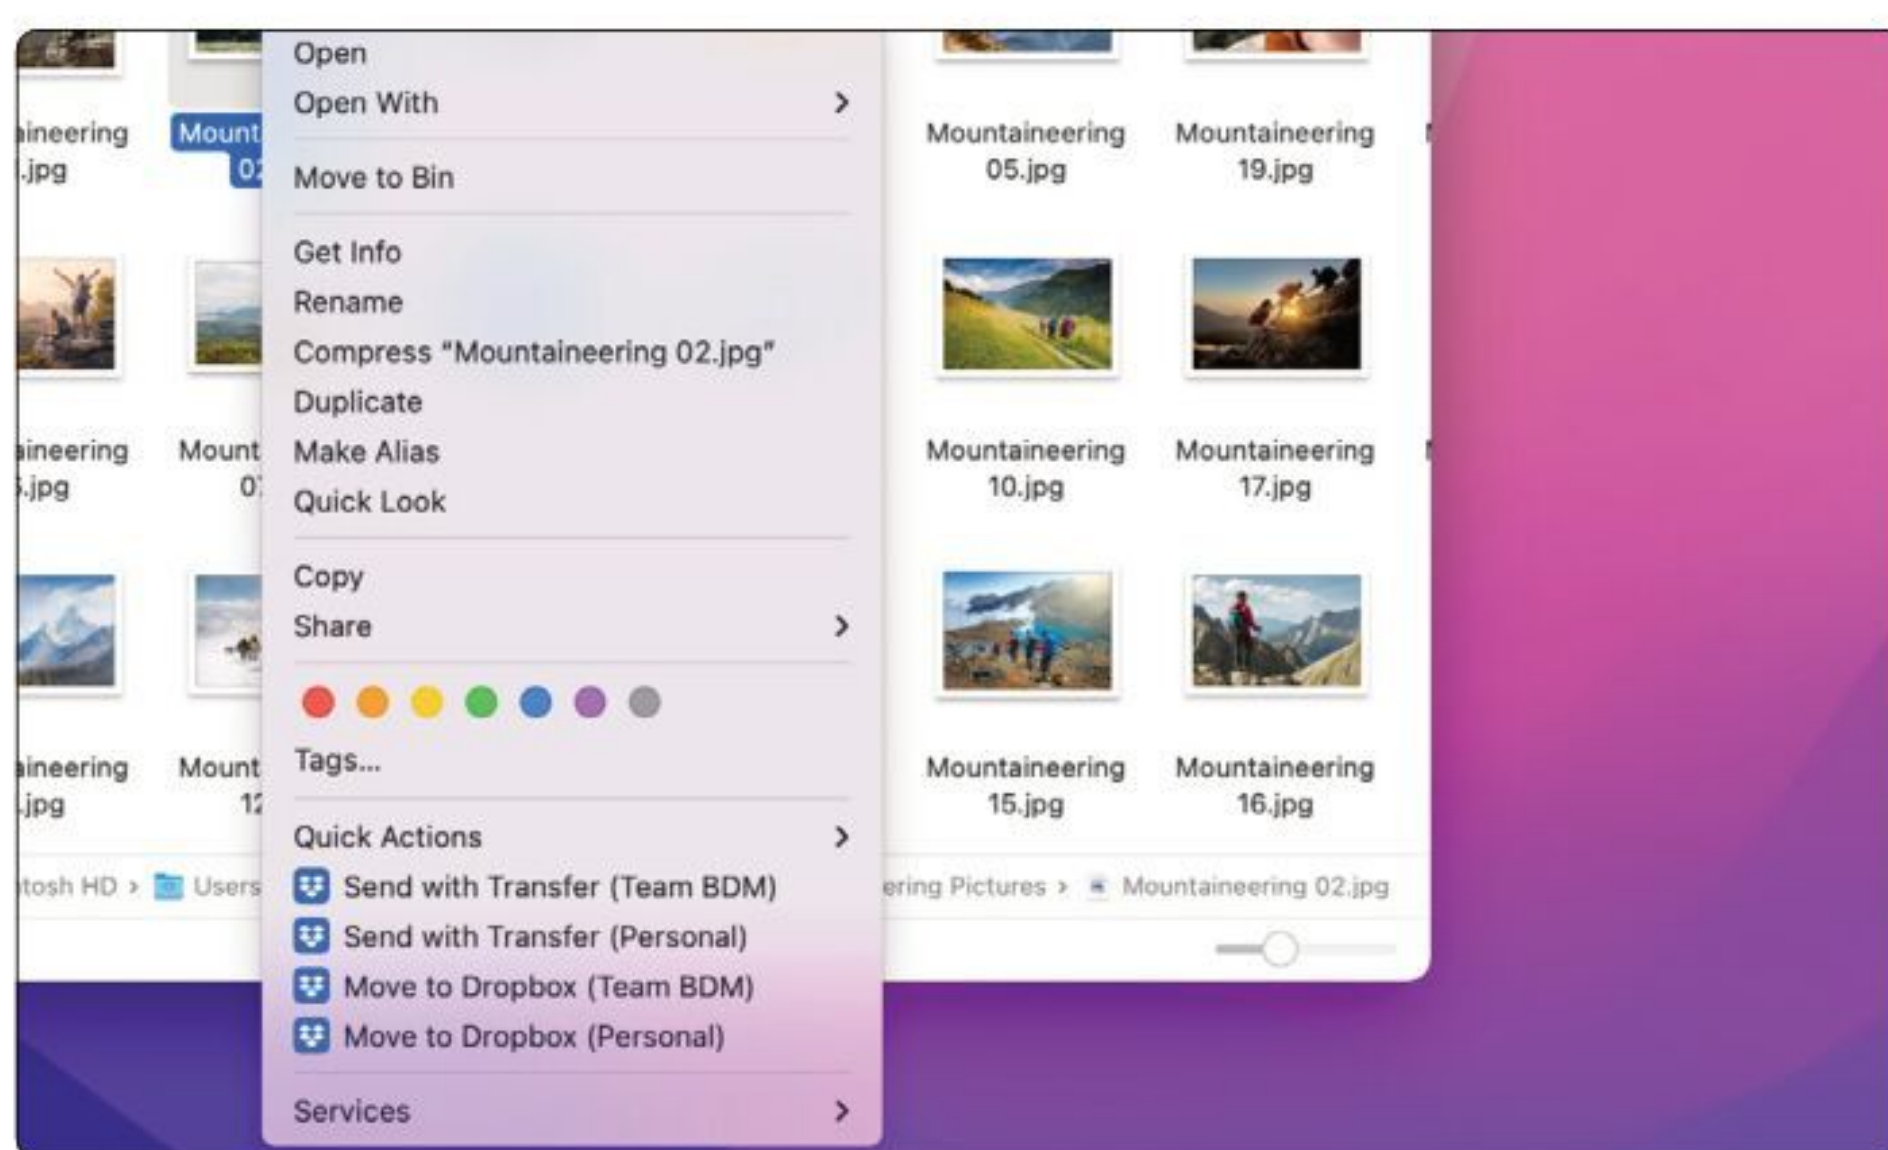 Open
Open With
Move to Bin
Get Info
Rename
Compress "Mountaineering 02.jpg"
Duplicate
Make Alias
Quick Look
Copy
Share
Tags...
Quick Actions
Send with Transfer (Team BDM)
Send with Transfer (Personal)
Move to Dropbox (Team BDM)
Move to Dropbox (Personal)
Services
Mountaineering
05.jpg
Mountaineering
19.jpg
Mountaineering
10.jpg
Mountaineering
17.jpg
Mountaineering
15.jpg
Mountaineering
16.jpg
HD › Users
Pictures › Mountaineering 02.jpg